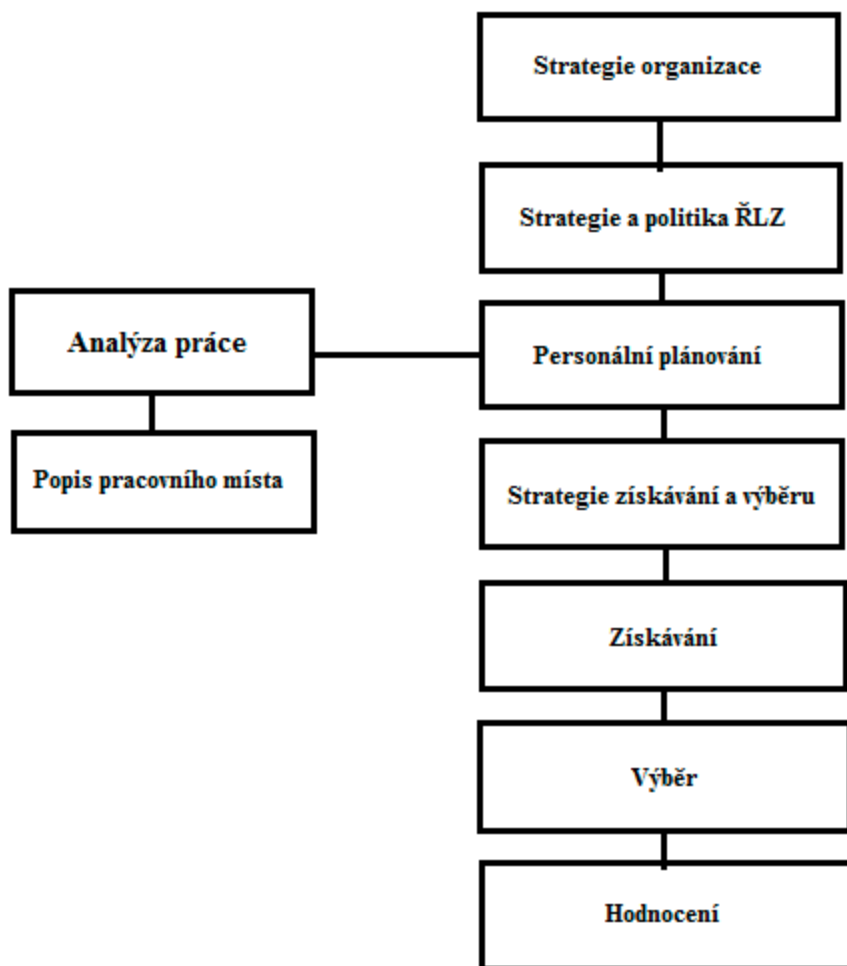 Strategie organizace
Strategie a politika ŘLZ
Analýza práce
Personální plánování
Popis pracovního místa
Strategie získávání a výběru
Získávání
Výběr
Hodnocení